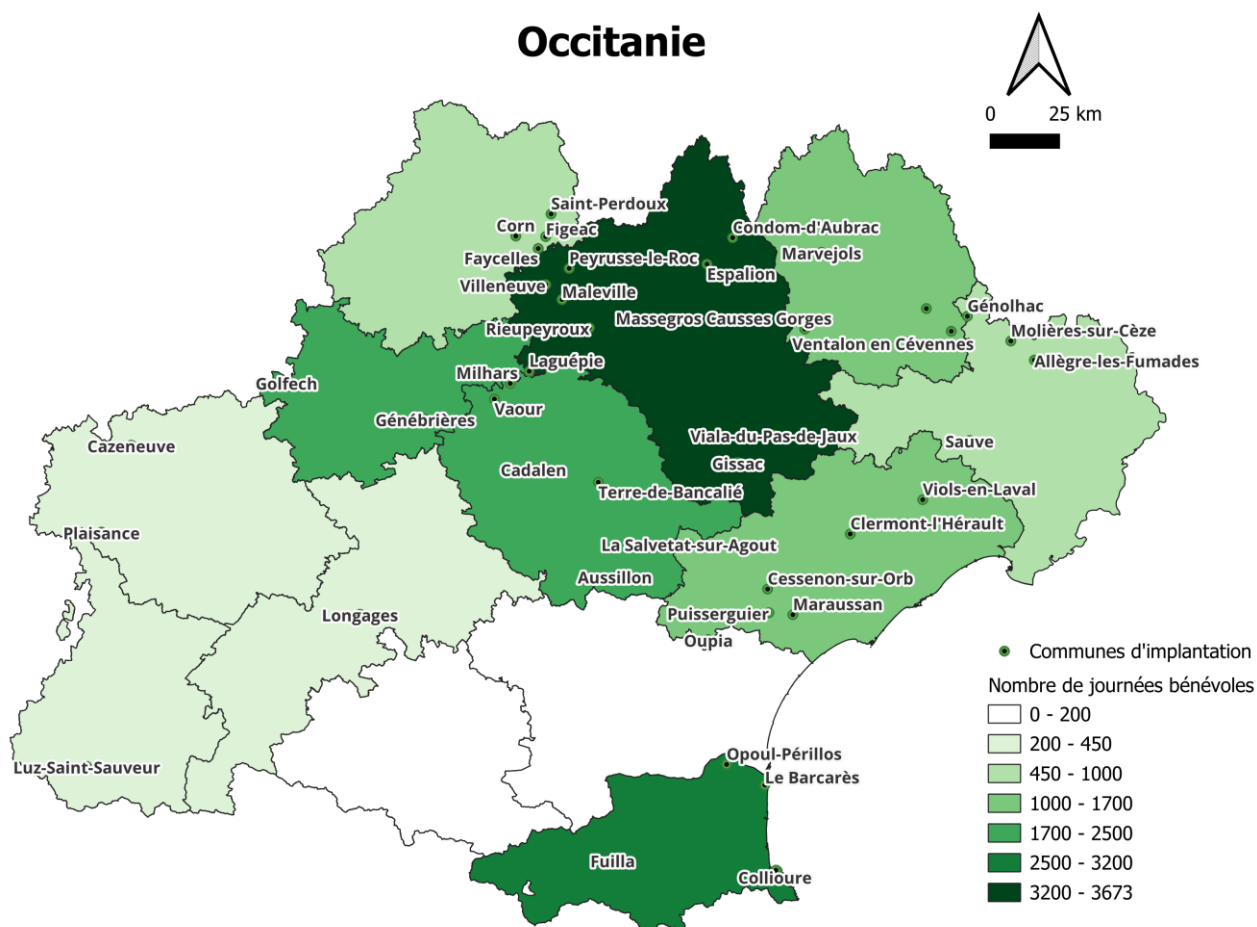 Occitanie
0 25 km
Saint-Perdoux
Corn
Figeac
Condom-d'Aubrac
Faycelles
Peyrusse-le-Roc
Marvejols
Espalion
Villeneuve
Maleville
Génolhac
Massegros Causses Gorges
Rieupeyroux
Molières-sur-Cèze
Ventalon en Cévennes
Laguépie
Allègre-les-Fumades
Milhars
Golfech
Vaour
Génébrières
Viala-du-Pas-de-Jaux
Sauve
Cazeneuve
Gissac
Cadalen
Terre-de-Bancalié
Viols-en-Laval
Plaisance
Clermont-l'Hérault
La Salvetat-sur-Agout
Aussillon
Cessenon-sur-Orb
Longages
Puisserguier
Maraussan
Oupia
Communes d'implantation
Nombre de journées bénévoles
0 - 200
200 - 450
450 - 1000
1000 - 1700
1700 - 2500
2500 - 3200
3200 - 3673
Opoul-Périllos
Luz-Saint-Sauveur
Le Barcarès
Fuilla
Collioure